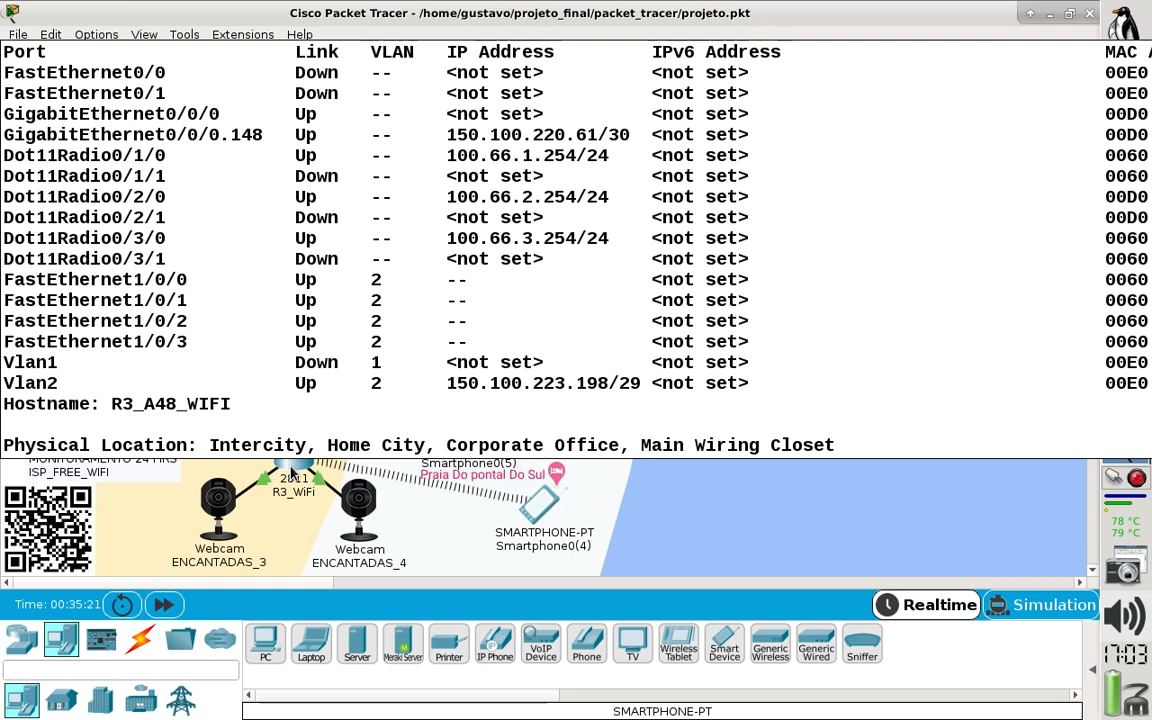 Cisco Packet Tracer - /home/gustavo/projeto_final/packet_tracer/projeto.pkt
File Edit Options View Tools Extensions Help
Port Link VLAN IP Address IPv6 Address MAC A
FastEthernet0/0 Down -- <not set> <not set> 00E0
FastEthernet0/1 Down -- <not set> <not set> 00E0
GigabitEthernet0/0/0 Up -- <not set> <not set> 00D0
GigabitEthernet0/0/0.148 Up -- 150.100.220.61/30 <not set> 00D0
Dot11Radio0/1/0 Up -- 100.66.1.254/24 <not set> 0060
Dot11Radio0/1/1 Down -- <not set> <not set> 0060
Dot11Radio0/2/0 Up -- 100.66.2.254/24 <not set> 00D0
Dot11Radio0/2/1 Down -- <not set> <not set> 00D0
Dot11Radio0/3/0 Up -- 100.66.3.254/24 <not set> 0060
Dot11Radio0/3/1 Down -- <not set> <not set> 0060
FastEthernet1/0/0 Up 2 -- <not set> 0060
FastEthernet1/0/1 Up 2 -- <not set> 0060
FastEthernet1/0/2 Up 2 -- <not set> 0060
FastEthernet1/0/3 Up 2 -- <not set> 0060
Vlan1 Down 1 <not set> <not set> 00E0
Vlan2 Up 2 150.100.223.198/29 <not set> 00E0
Hostname: R3_A48_WIFI
Physical Location: Intercity, Home City, Corporate Office, Main Wiring Closet
MONITORAMENTO 24 HRS
ISP_FREE_WIFI
R3_WiFi
Smartphone0(5)
Praia Do pontal Do Sul
SMARTPHONE-PT
Smartphone0(4)
Webcam
ENCANTADAS_3
Webcam
ENCANTADAS_4
78 °C
79 °C
Time: 00:35:21
Realtime
Simulation
PC
Laptop
Server
Meraki Server
Printer
IP Phone
VoIP
Device
Phone
TV
Wireless
Tablet
Smart
Device
Generic
Wireless
Generic
Wired
Sniffer
17:03
SMARTPHONE-PT